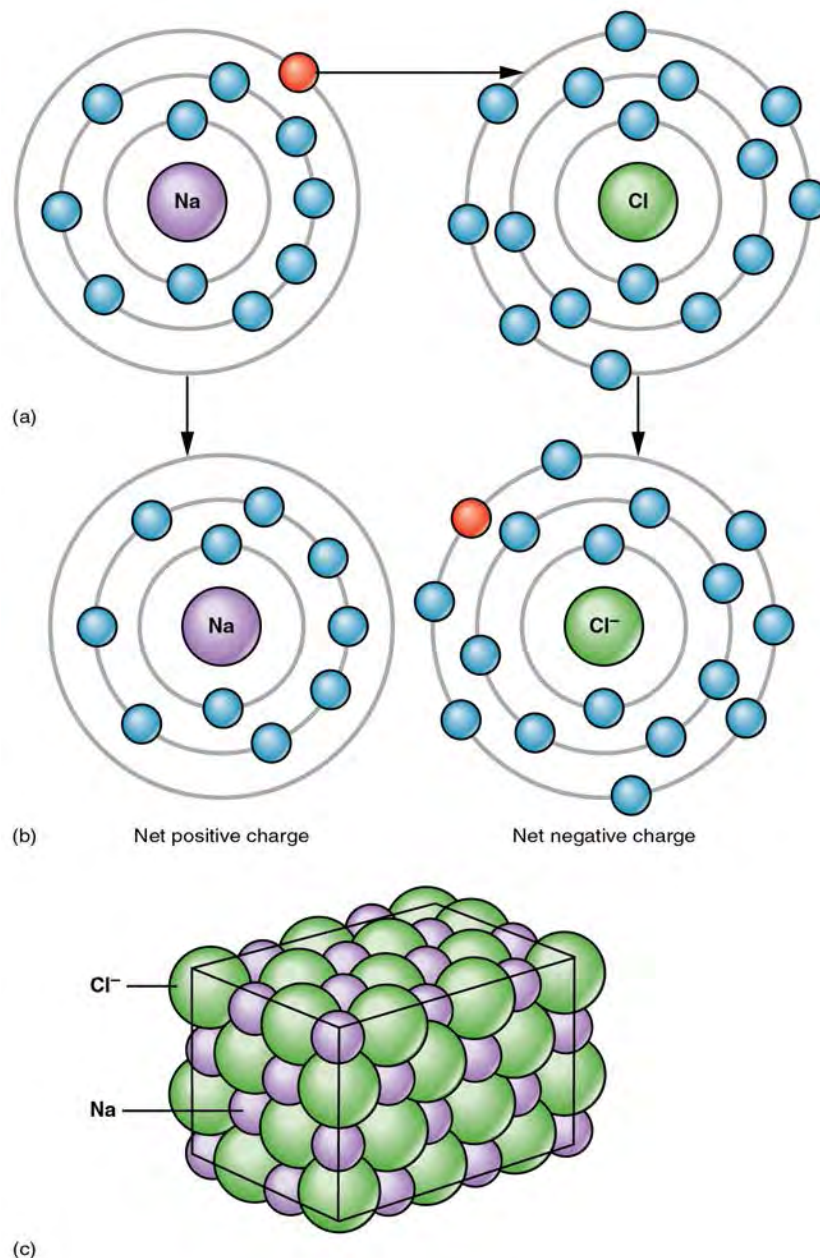 Na
Cl
(a)
Na
Cl⁻
(b) Net positive charge Net negative charge
Cl⁻
Na
(c)